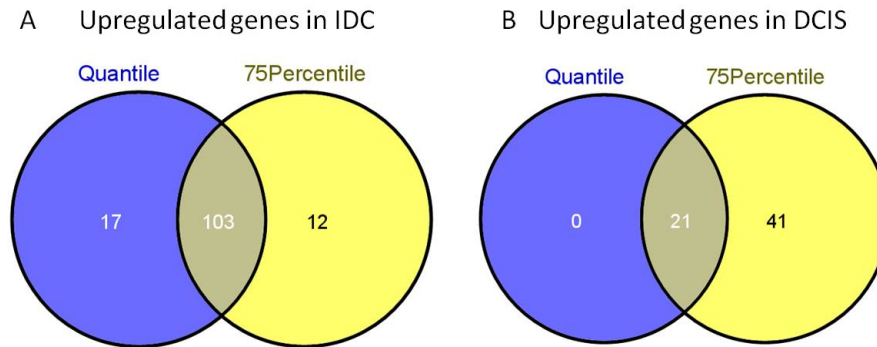 A Upregulated genes in IDC
Quantile 75Percentile
17 103 12
B Upregulated genes in DCIS
Quantile 75Percentile
0 21 41